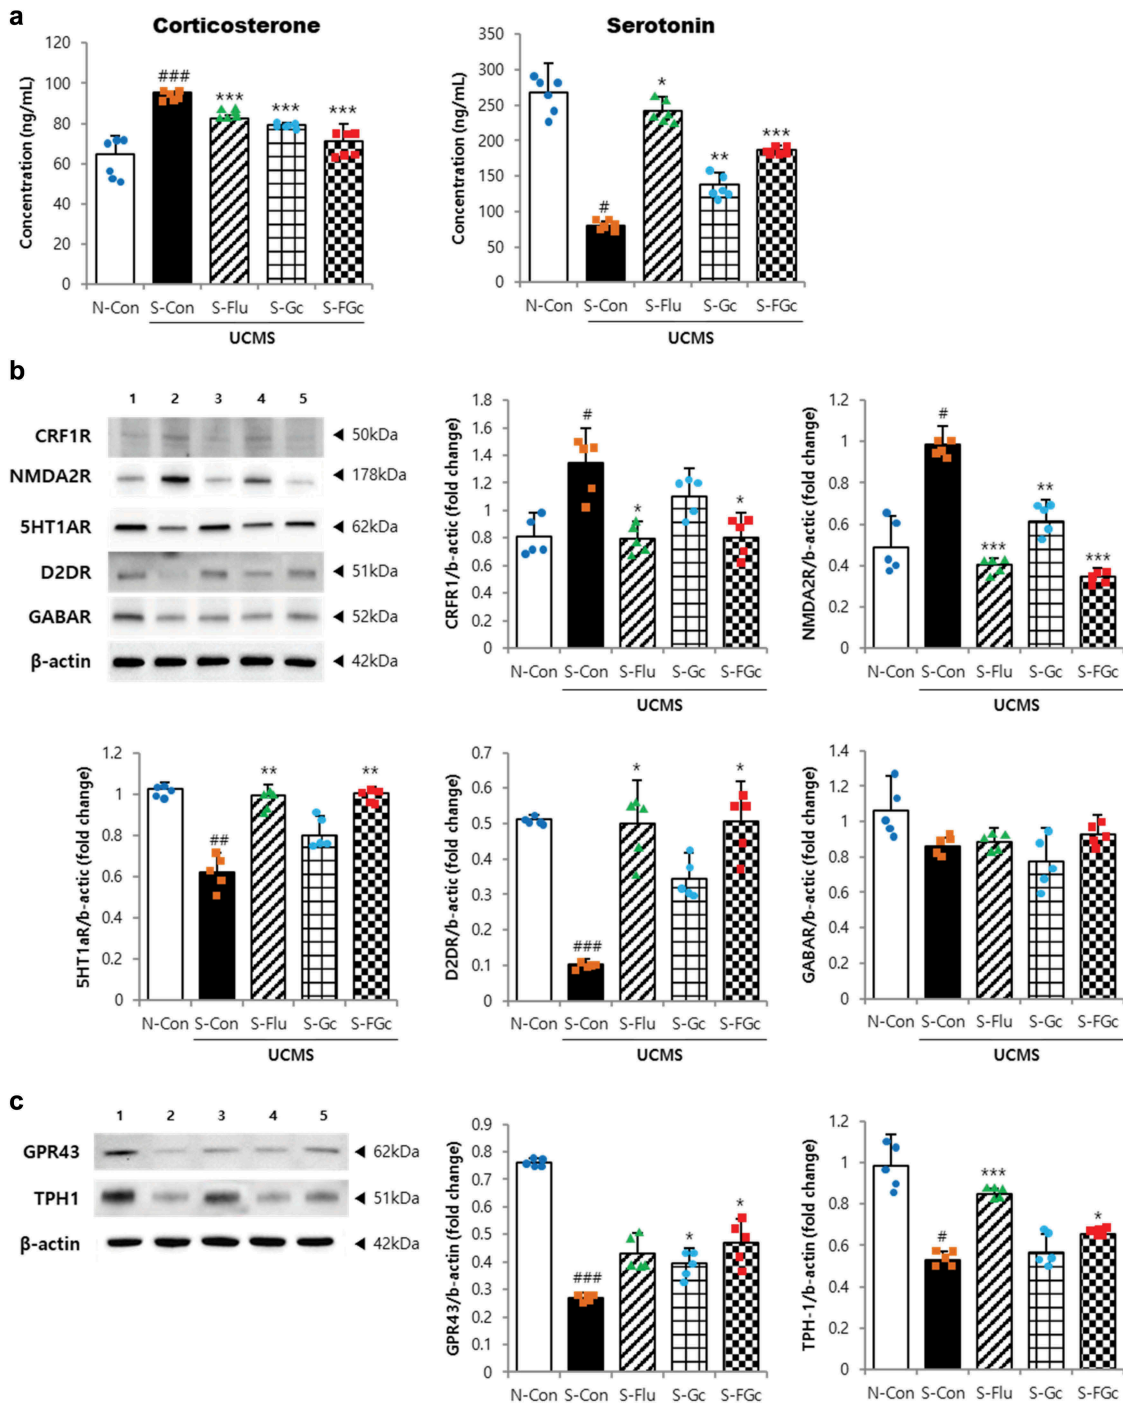 a
Corticosterone
Concentration (ng/mL)
120
100
80
60
40
20
0
###
***
***
***
N-Con S-Con S-Flu S-Gc S-FGc
UCMS
Serotonin
Concentration (ng/mL)
350
300
250
200
150
100
50
0
#
*
**
***
N-Con S-Con S-Flu S-Gc S-FGc
UCMS
b
1 2 3 4 5
CRF1R ◄ 50kDa
NMDA2R ◄ 178kDa
5HT1AR ◄ 62kDa
D2DR ◄ 51kDa
GABAR ◄ 52kDa
β-actin ◄ 42kDa
CRFR1/b-actic (fold change)
1.8
1.6
1.4
1.2
1
0.8
0.6
0.4
0.2
0
#
*
*
N-Con S-Con S-Flu S-Gc S-FGc
UCMS
NMDA2R/b-actic (fold change)
1.2
1
0.8
0.6
0.4
0.2
0
#
***
**
***
N-Con S-Con S-Flu S-Gc S-FGc
UCMS
5HT1aR/b-actic (fold change)
1.2
1
0.8
0.6
0.4
0.2
0
##
**
**
N-Con S-Con S-Flu S-Gc S-FGc
UCMS
D2DR/b-actic (fold change)
0.7
0.6
0.5
0.4
0.3
0.2
0.1
0
###
*
*
N-Con S-Con S-Flu S-Gc S-FGc
UCMS
GABAR/b-actic (fold change)
1.4
1.2
1
0.8
0.6
0.4
0.2
0
N-Con S-Con S-Flu S-Gc S-FGc
UCMS
c
1 2 3 4 5
GPR43 ◄ 62kDa
TPH1 ◄ 51kDa
β-actin ◄ 42kDa
GPR43/b-actin (fold change)
0.9
0.8
0.7
0.6
0.5
0.4
0.3
0.2
0.1
0
###
*
*
N-Con S-Con S-Flu S-Gc S-FGc
TPH-1/b-actin (fold change)
1.2
1
0.8
0.6
0.4
0.2
0
#
***
*
N-Con S-Con S-Flu S-Gc S-FGc